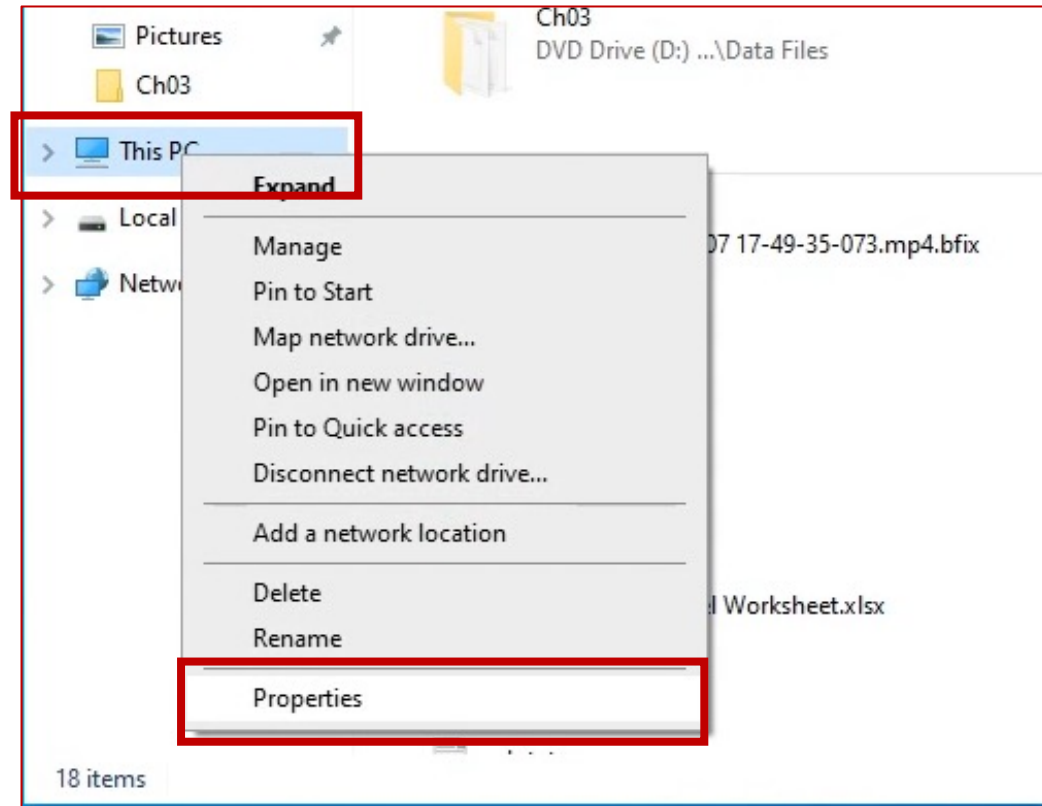 Pictures
Ch03
This PC
Local
Netw
Ch03
DVD Drive (D:) ...\Data Files
07 17-49-35-073.mp4.bfix
Worksheet.xlsx
Expand
Manage
Pin to Start
Map network drive...
Open in new window
Pin to Quick access
Disconnect network drive...
Add a network location
Delete
Rename
Properties
18 items